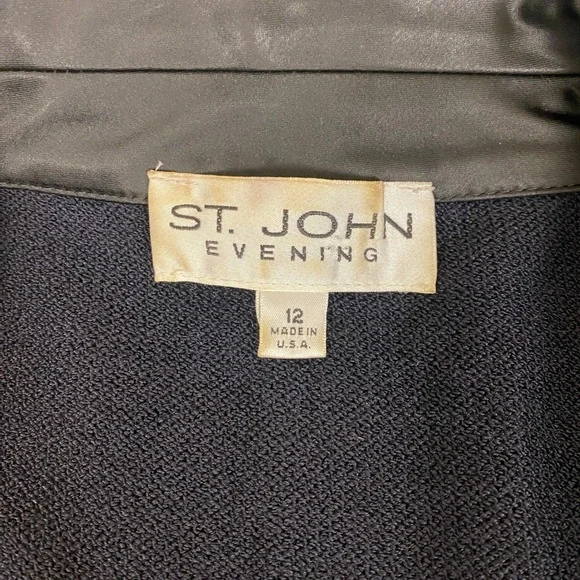 ST. JOHN
EVENING
12
MADE IN
U.S.A.